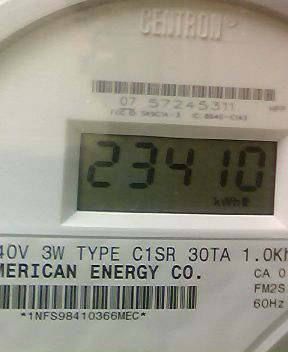 CENTRON®
07 57245311
23410
kWh
40V 3W TYPE C1SR 30TA 1.0Kh
MERICAN ENERGY CO.
CA 0
FM2S
60Hz
*1NFS98410366MEC*